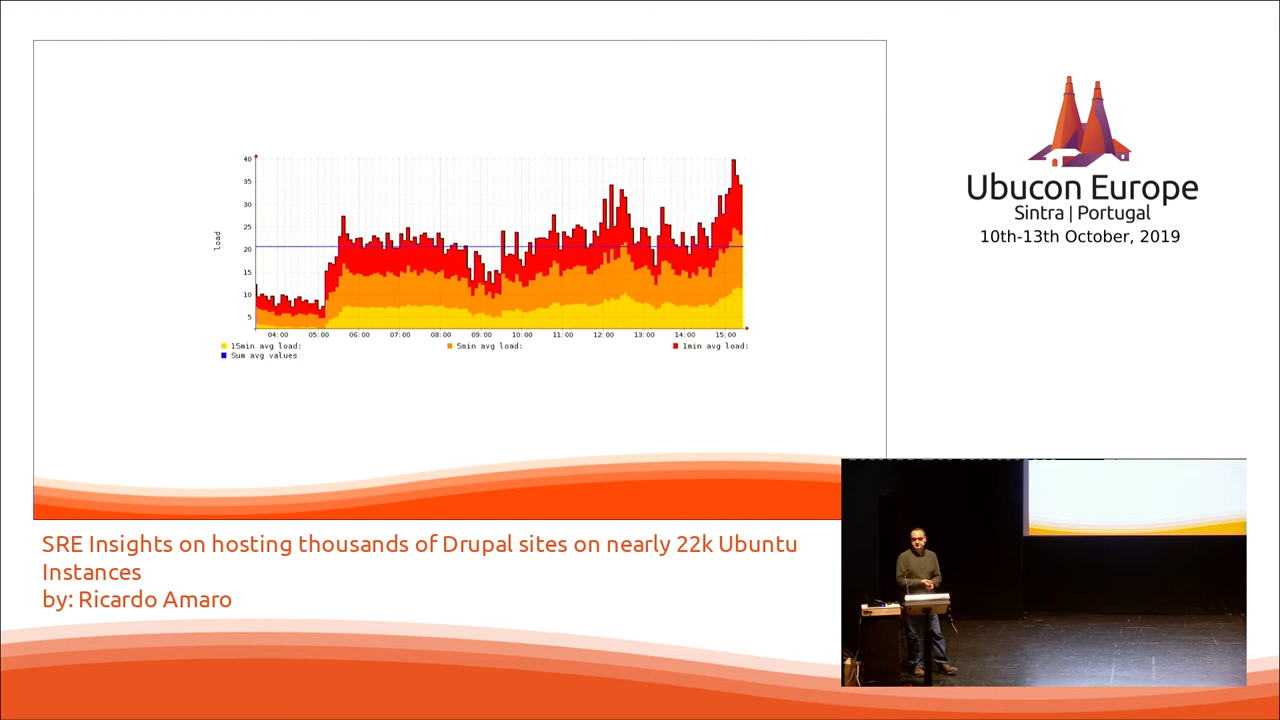 40
35
30
25
20
15
10
5
load
04:00 05:00 06:00 07:00 08:00 09:00 10:00 11:00 12:00 13:00 14:00 15:00
15min avg load: 5min avg load: 1min avg load:
Sum avg values
Ubucon Europe
Sintra | Portugal
10th-13th October, 2019
SRE Insights on hosting thousands of Drupal sites on nearly 22k Ubuntu
Instances
by: Ricardo Amaro